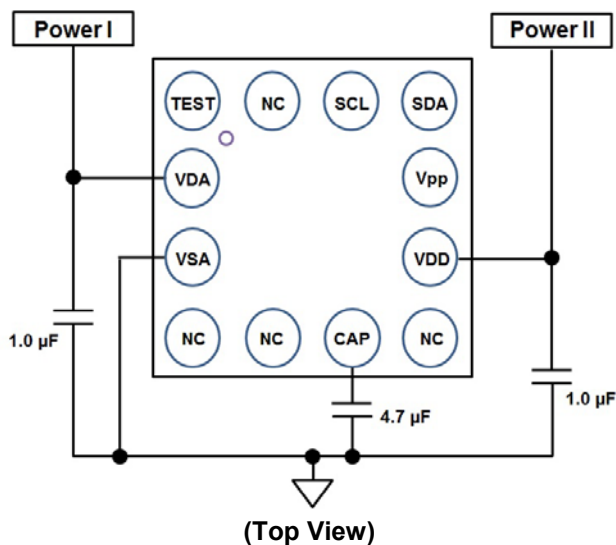 Power I
Power II
TEST NC SCL SDA
VDA Vpp
VSA VDD
NC NC CAP NC
1.0 µF
4.7 µF
1.0 µF
(Top View)